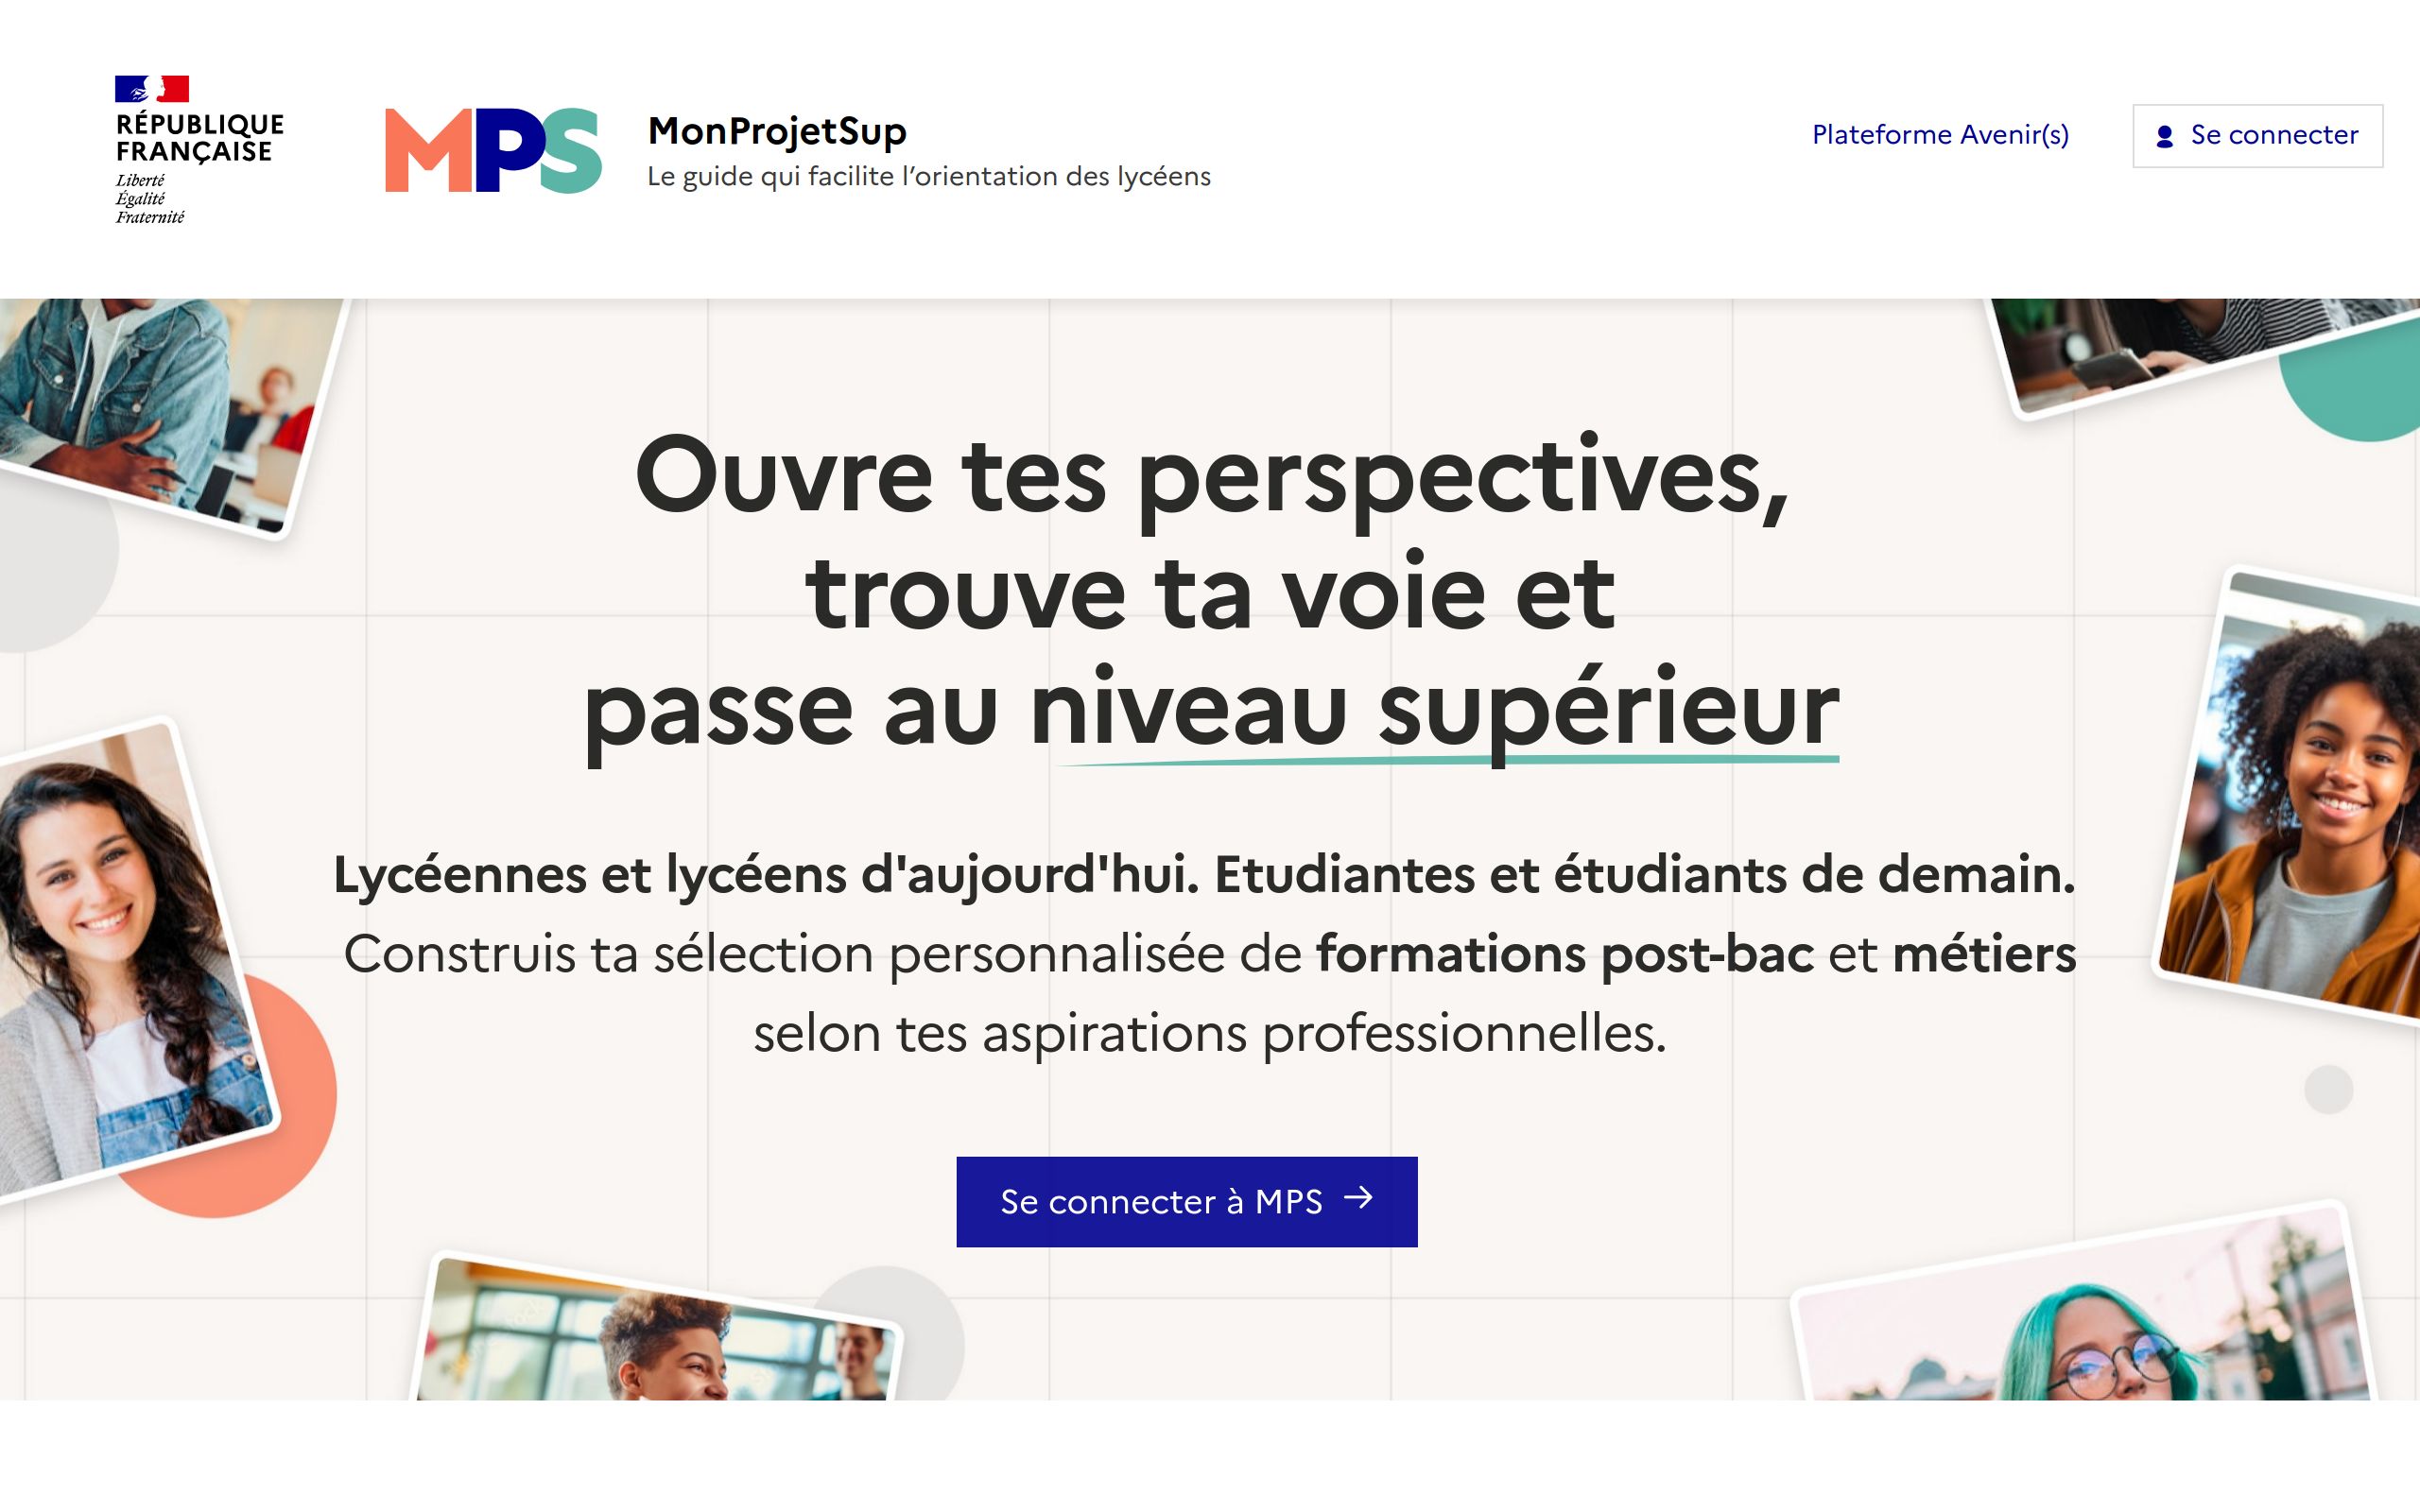 RÉPUBLIQUE
FRANÇAISE
Liberté
Égalité
Fraternité
MPS
MonProjetSup
Le guide qui facilite l’orientation des lycéens
Plateforme Avenir(s)
Se connecter
Ouvre tes perspectives,
trouve ta voie et
passe au niveau supérieur
Lycéennes et lycéens d'aujourd'hui. Etudiantes et étudiants de demain.
Construis ta sélection personnalisée de formations post-bac et métiers
selon tes aspirations professionnelles.
Se connecter à MPS